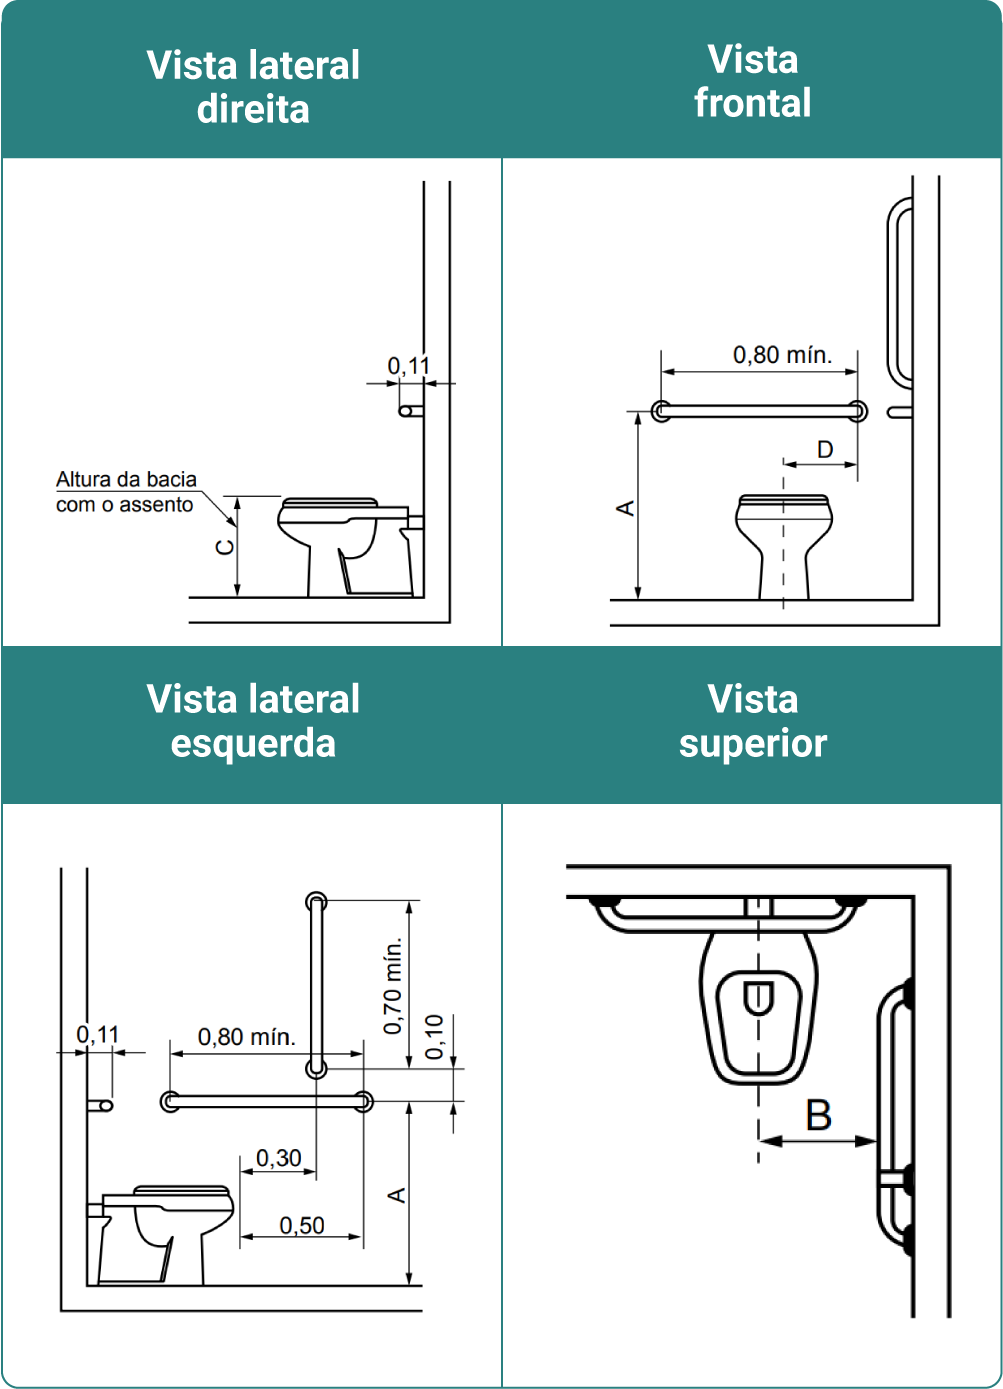 Vista lateral
direita
Vista
frontal
0,11
Altura da bacia
com o assento
C
0,80 mín.
D
A
Vista lateral
esquerda
Vista
superior
0,70 mín.
0,10
0,11
0,80 mín.
0,30
A
0,50
B